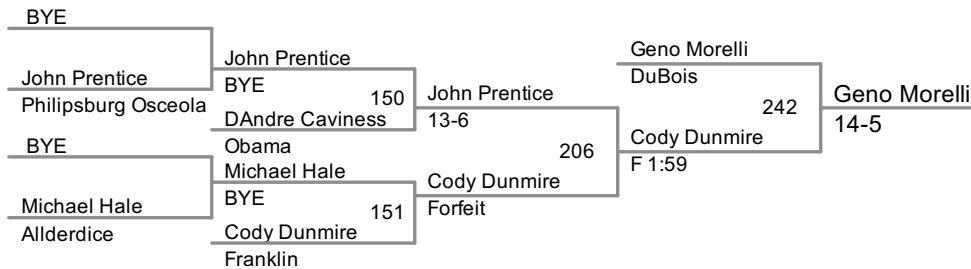 BYE
John Prentice
Philipsburg Osceola
BYE
Michael Hale
Allderdice
John Prentice
BYE
150
DAndre Caviness
Obama
Michael Hale
BYE
151
Cody Dunmire
Franklin
John Prentice
13-6
206
Cody Dunmire
Forfeit
Geno Morelli
DuBois
242
Cody Dunmire
F 1:59
Geno Morelli
14-5